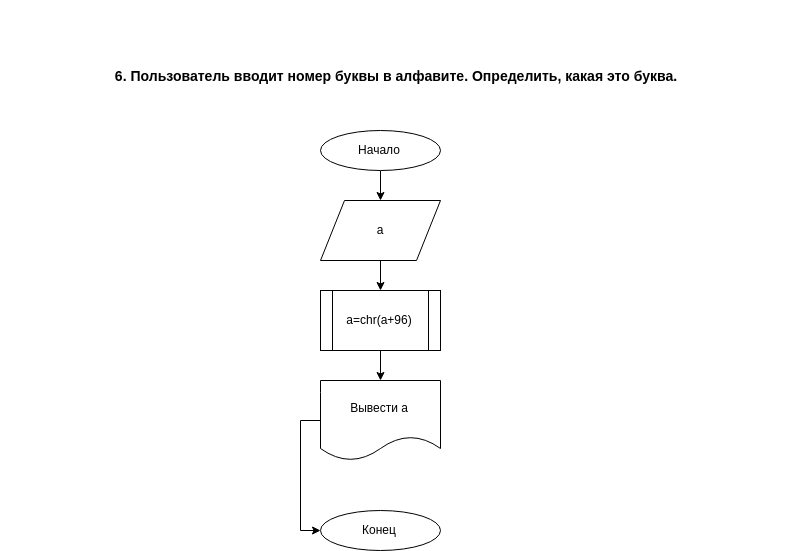 6. Пользователь вводит номер буквы в алфавите. Определить, какая это буква.
Начало
a
a=chr(a+96)
Вывести a
Конец